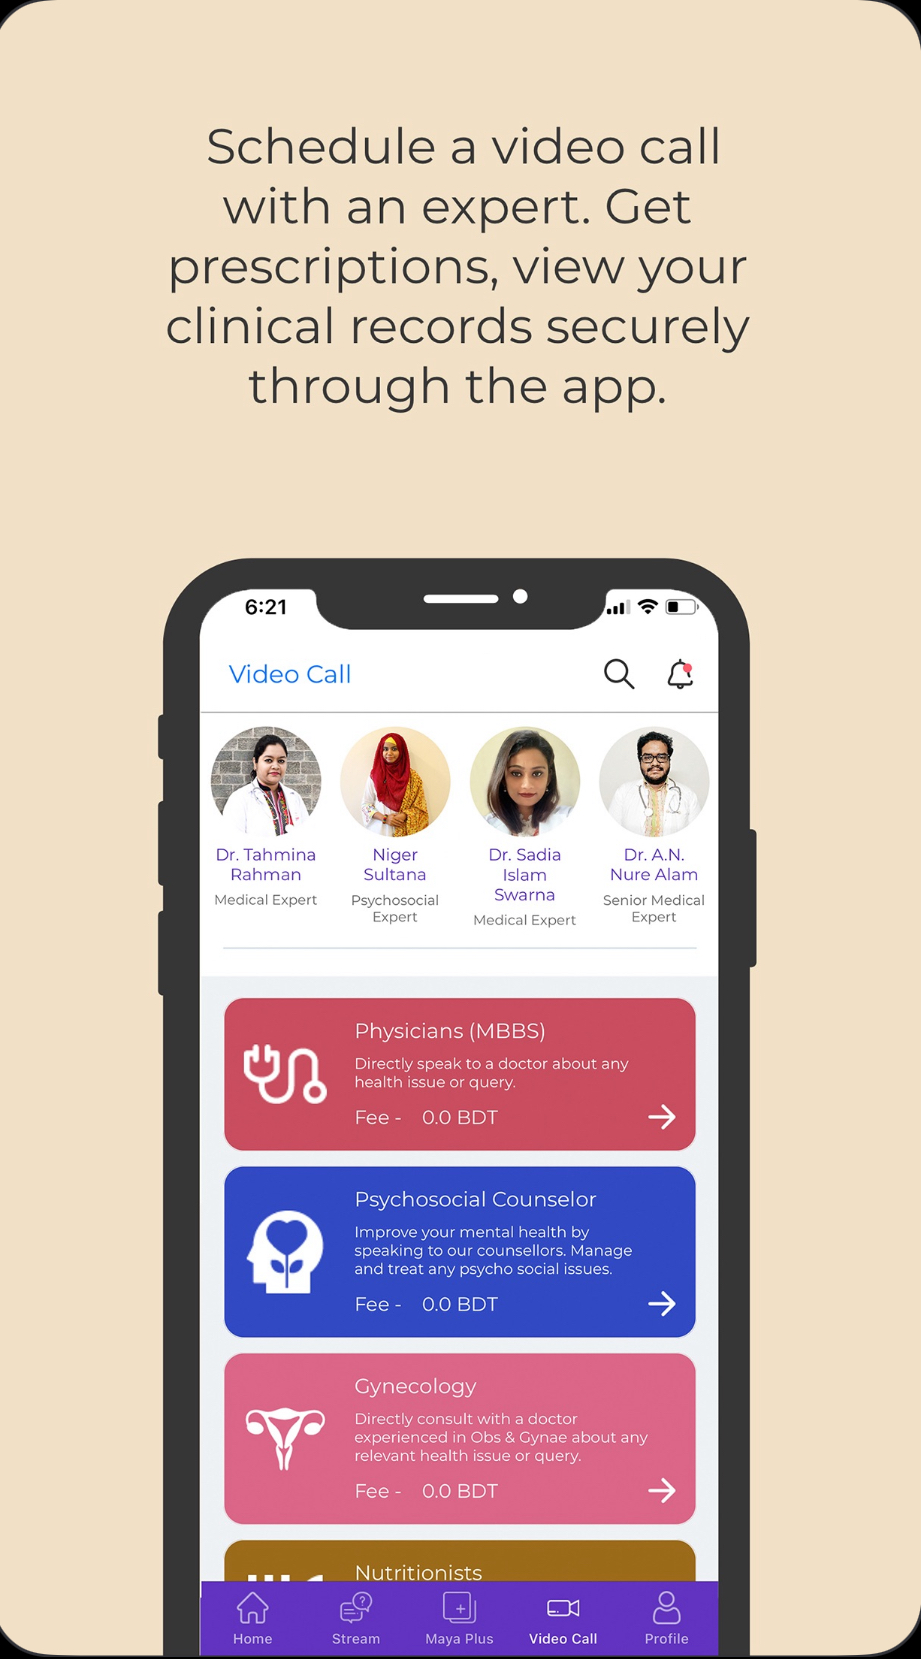 Schedule a video call
with an expert. Get
prescriptions, view your
clinical records securely
through the app.
6:21
Video Call
Dr. Tahmina
Rahman
Medical Expert
Niger
Sultana
Psychosocial
Expert
Dr. Sadia
Islam
Swarna
Medical Expert
Dr. A.N.
Nure Alam
Senior Medical
Expert
Physicians (MBBS)
Directly speak to a doctor about any
health issue or query.
Fee - 0.0 BDT
Psychosocial Counselor
Improve your mental health by
speaking to our counsellors. Manage
and treat any psycho social issues.
Fee - 0.0 BDT
Gynecology
Directly consult with a doctor
experienced in Obs & Gynae about any
relevant health issue or query.
Fee - 0.0 BDT
Nutritionists
Home Stream Maya Plus Video Call Profile